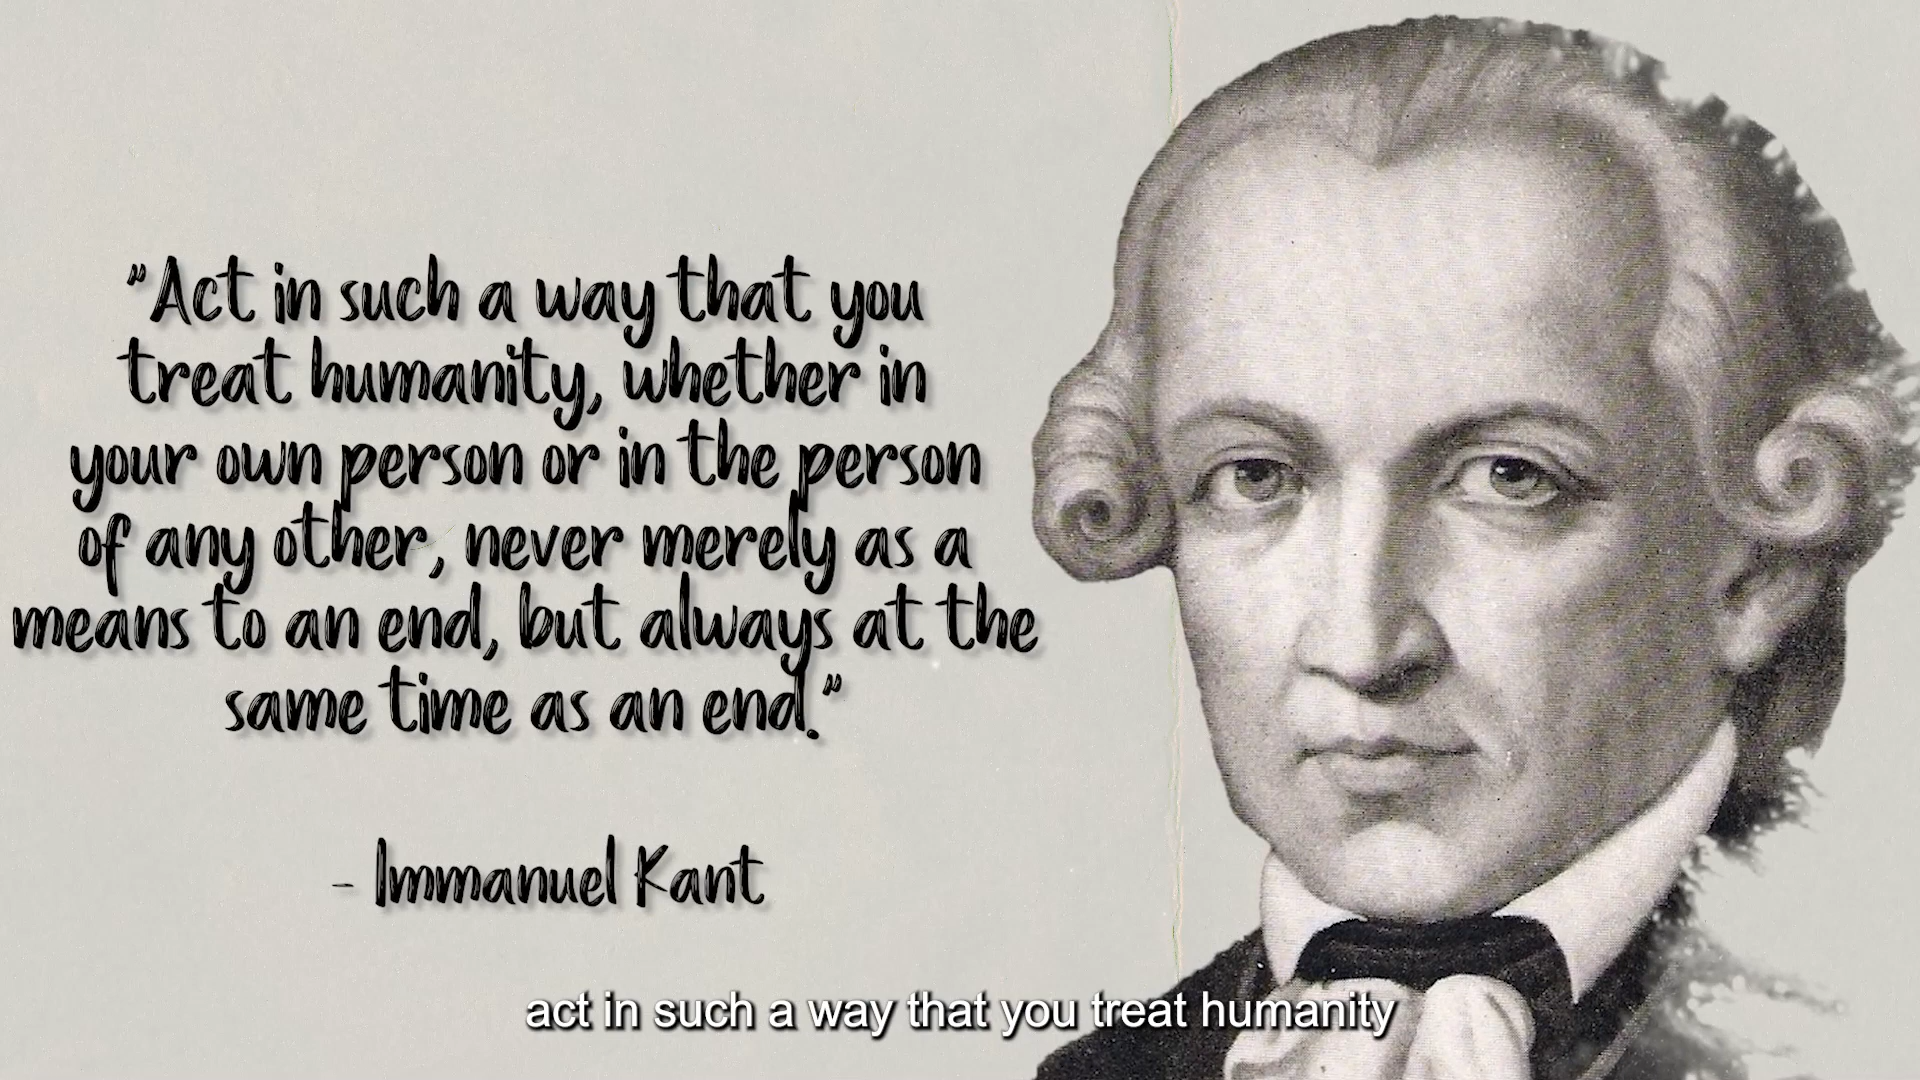 "Act in such a way that you
treat humanity, whether in
your own person or in the person
of any other, never merely as a
means to an end, but always at the
same time as an end."
- Immanuel Kant
act in such a way that you treat humanity